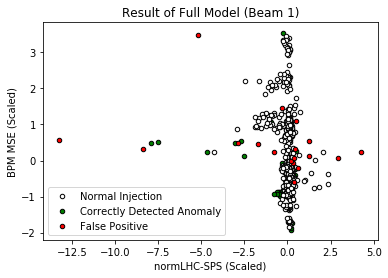 Result of Full Model (Beam 1)
BPM MSE (Scaled)
3
2
1
0
−1
−2
Normal Injection
Correctly Detected Anomaly
False Positive
−12.5 −10.0 −7.5 −5.0 −2.5 0.0 2.5 5.0
normLHC-SPS (Scaled)